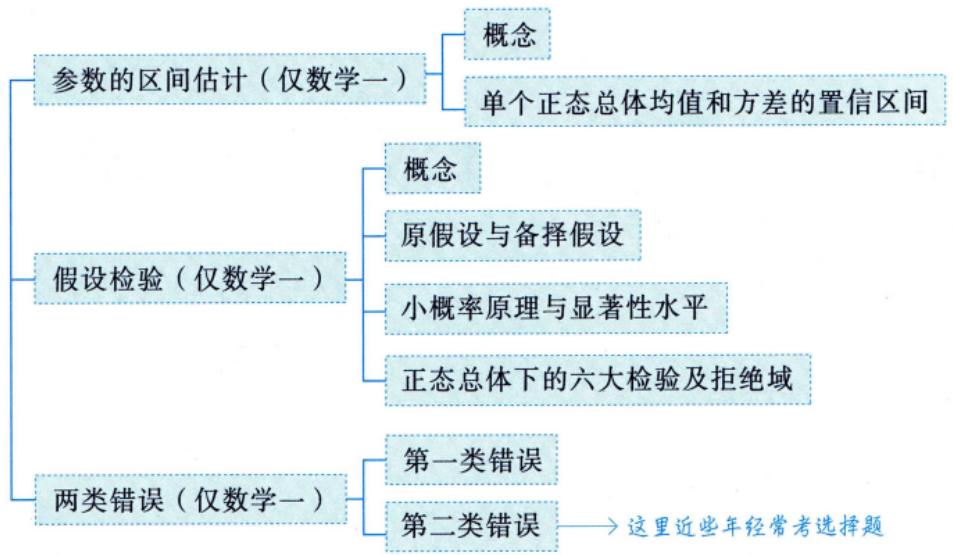 概念
参数的区间估计（仅数学一）
单个正态总体均值和方差的置信区间
概念
原假设与备择假设
假设检验（仅数学一）
小概率原理与显著性水平
正态总体下的六大检验及拒绝域
第一类错误
两类错误（仅数学一）
第二类错误
这里近些年经常考选择题